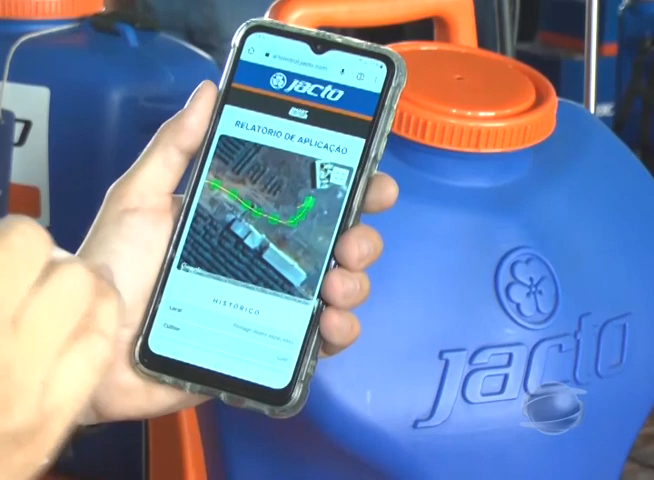 jacto
RELATÓRIO DE APLICAÇÃO
HISTÓRICO
Local
Cultivo
jacto